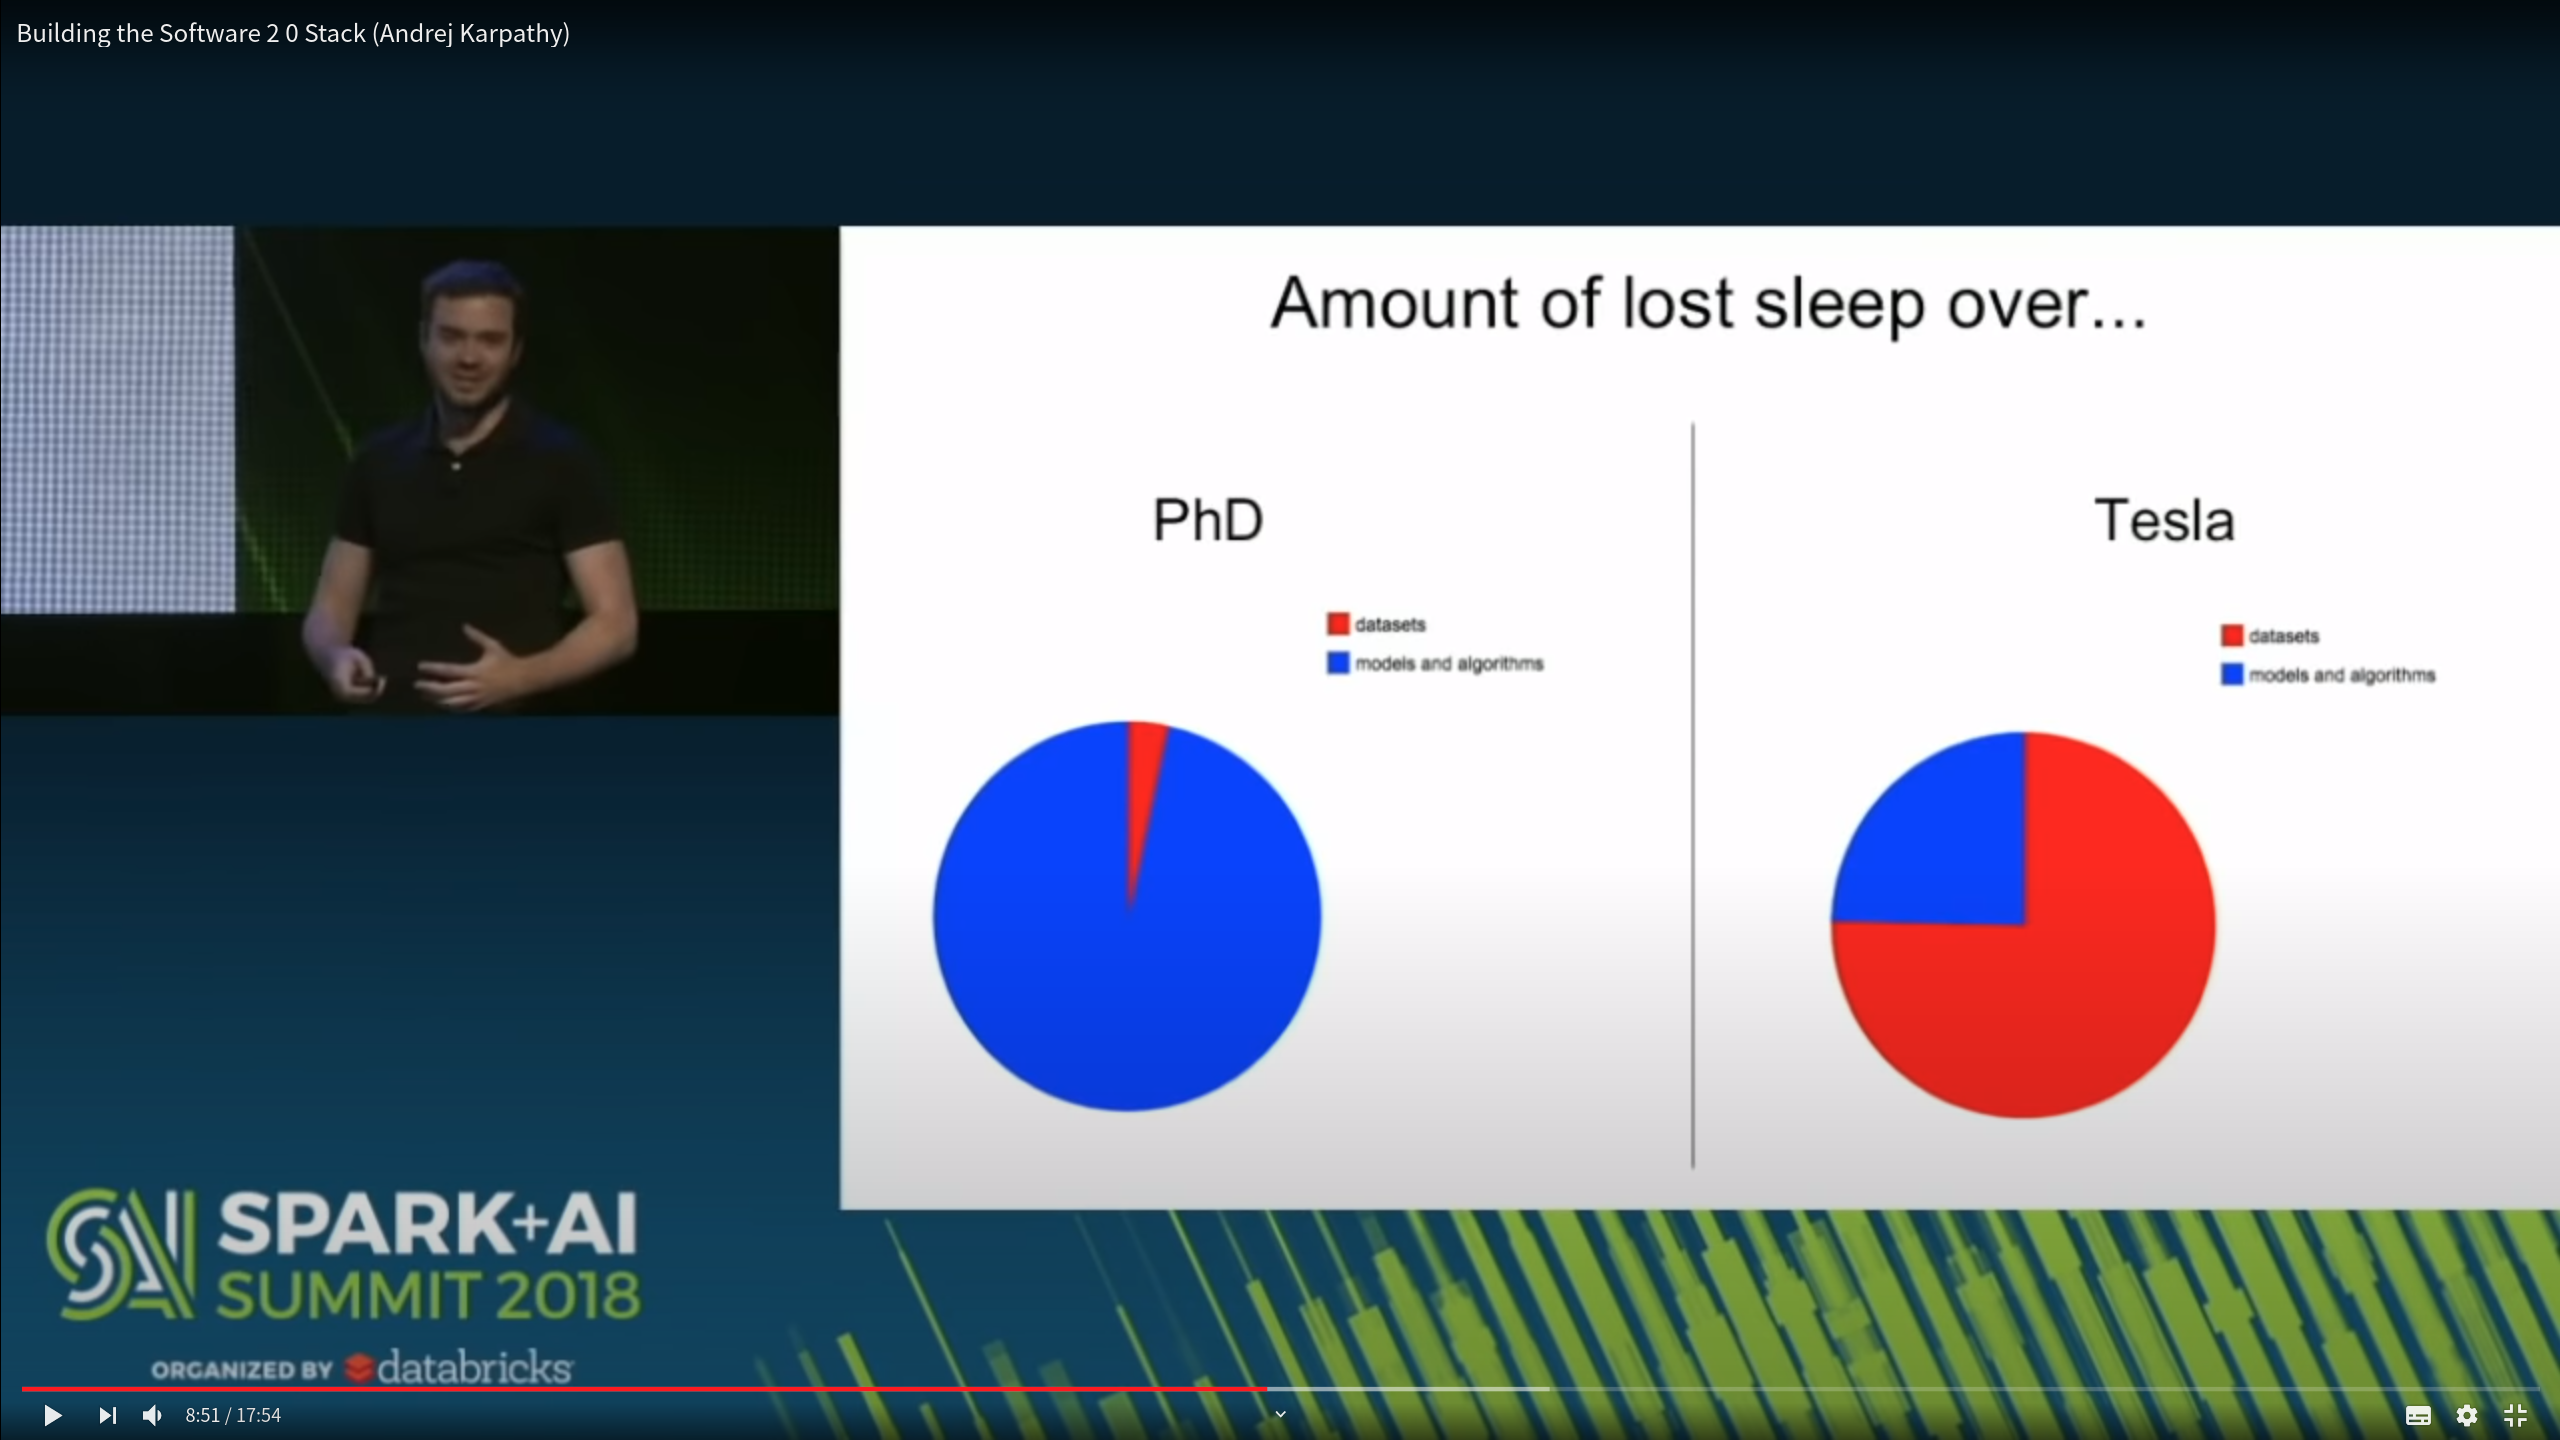 Building the Software 2 0 Stack (Andrej Karpathy)
Amount of lost sleep over...
PhD
datasets
models and algorithms
Tesla
datasets
models and algorithms
SPARK+AI
SUMMIT 2018
ORGANIZED BY databricks
8:51 / 17:54